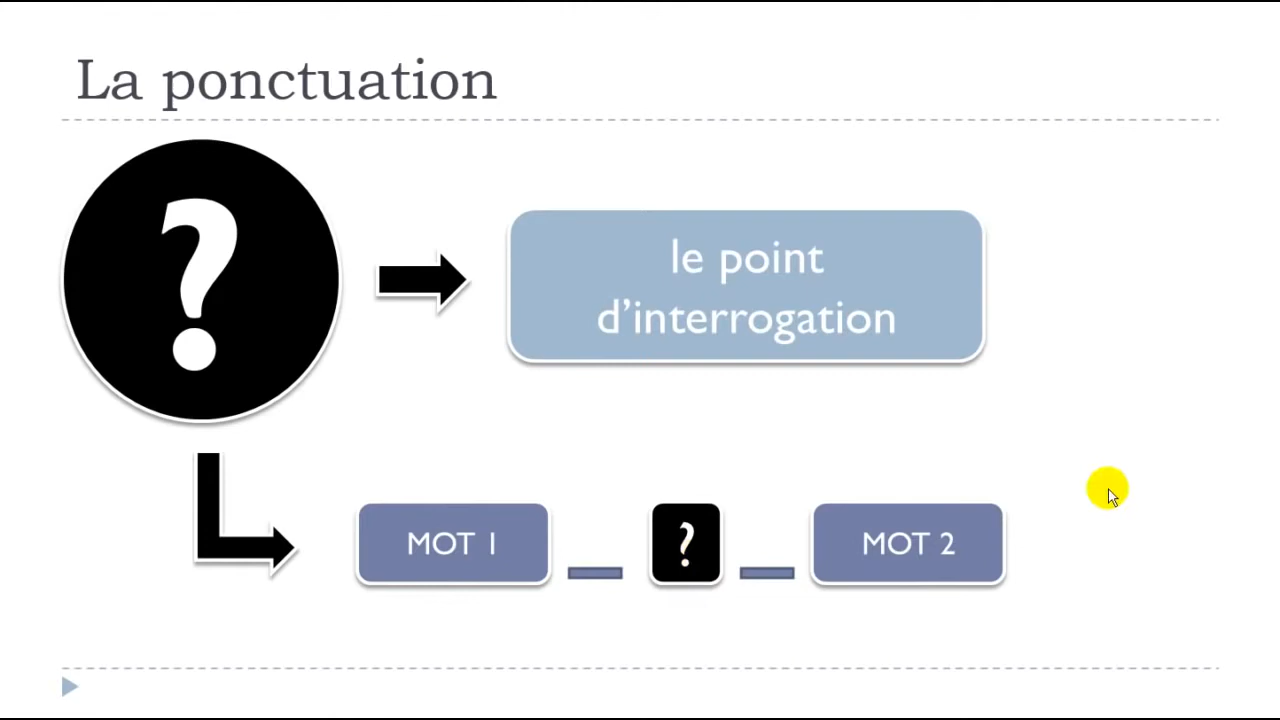 La ponctuation
?
le point
d’interrogation
MOT 1 _ ? _ MOT 2